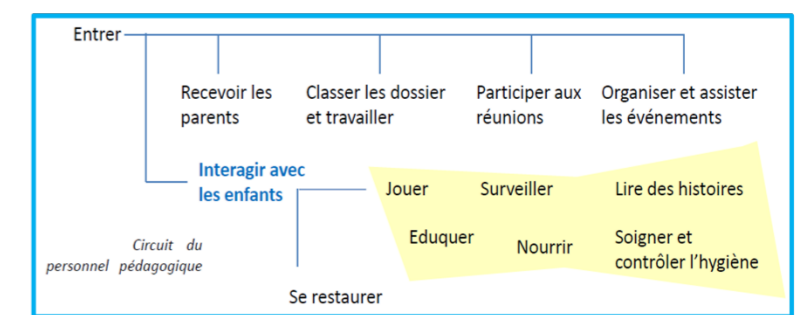 Entrer
Recevoir les
parents
Classer les dossier
et travailler
Participer aux
réunions
Organiser et assister
les événements
Interagir avec
les enfants
Jouer
Surveiller
Lire des histoires
Eduquer
Nourrir
Soigner et
contrôler l’hygiène
Circuit du
personnel pédagogique
Se restaurer